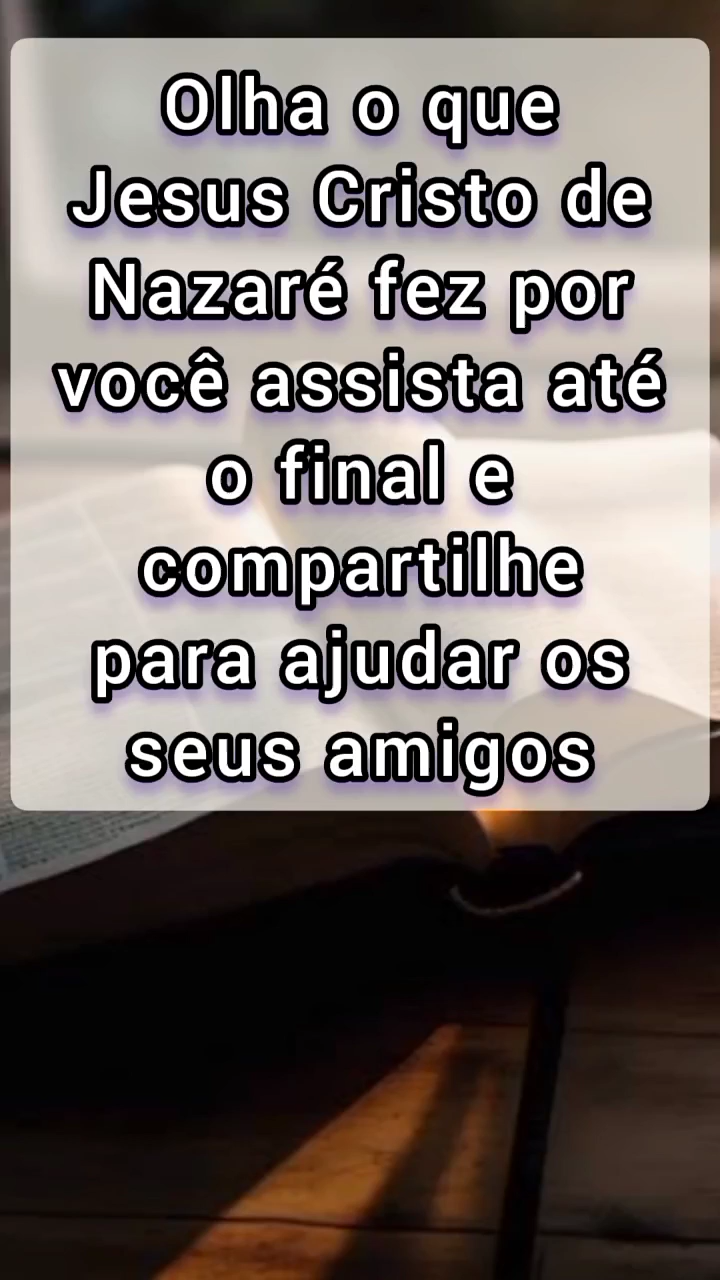 Olha o que
Jesus Cristo de
Nazaré fez por
você assista até
o final e
compartilhe
para ajudar os
seus amigos